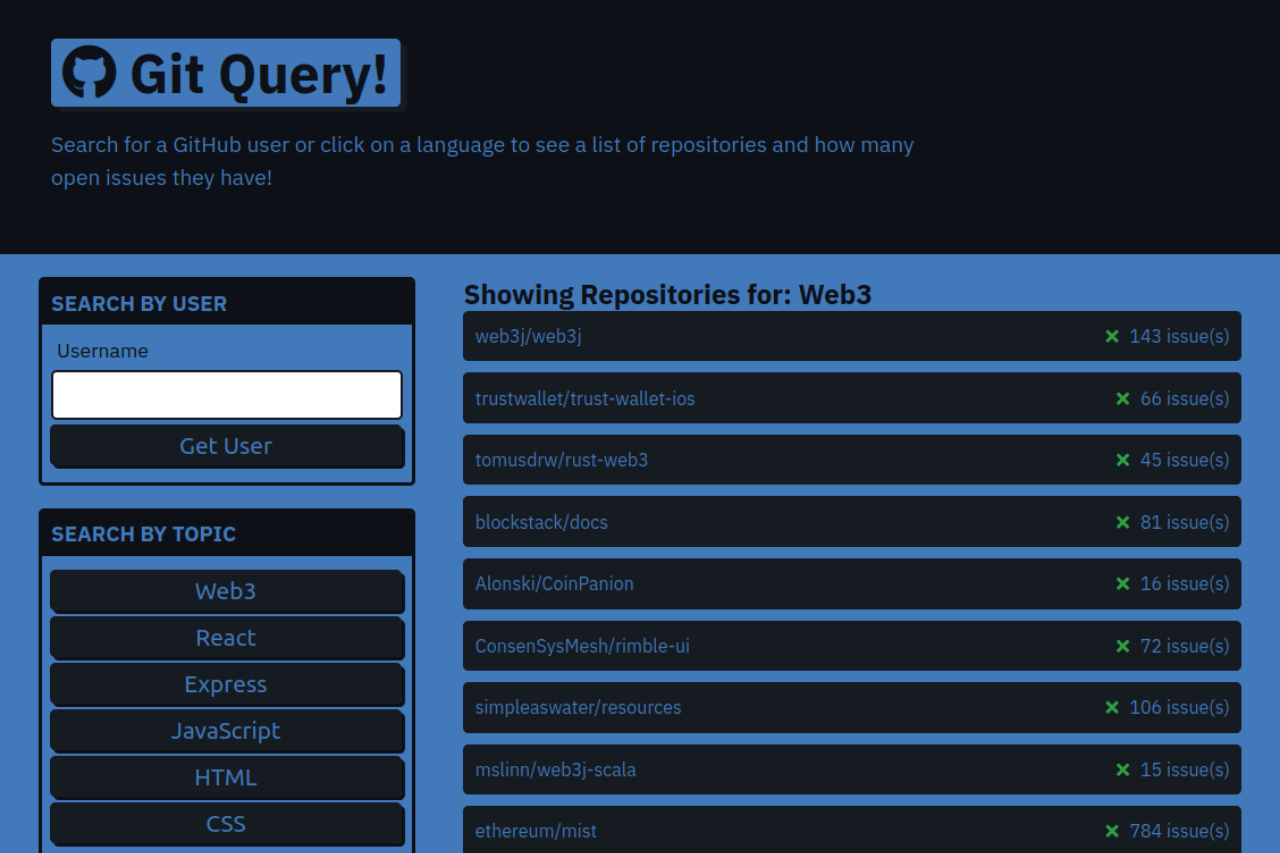 Git Query!
Search for a GitHub user or click on a language to see a list of repositories and how many
open issues they have!
SEARCH BY USER
Username
Get User
SEARCH BY TOPIC
Web3
React
Express
JavaScript
HTML
CSS
Showing Repositories for: Web3
web3j/web3j 143 issue(s)
trustwallet/trust-wallet-ios 66 issue(s)
tomusdrw/rust-web3 45 issue(s)
blockstack/docs 81 issue(s)
Alonski/CoinPanion 16 issue(s)
ConsenSysMesh/rimble-ui 72 issue(s)
simpleaswater/resources 106 issue(s)
mslinn/web3j-scala 15 issue(s)
ethereum/mist 784 issue(s)